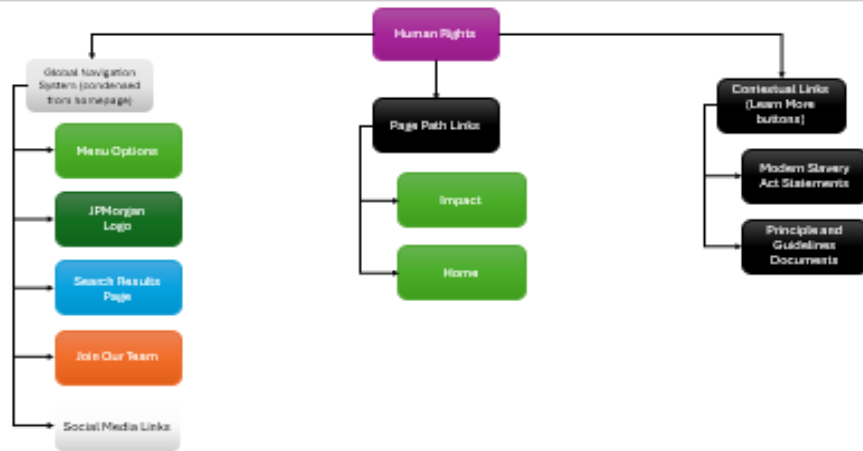 Human Rights
Global Navigation
System (condensed
from homepage)
Menu Options
JPMorgan
Logo
Search Results
Page
Join Our Team
Social Media Links
Page Path Links
Impact
Home
Contextual Links
(Learn More
buttons)
Modern Slavery
Act Statements
Principle and
Guidelines
Documents